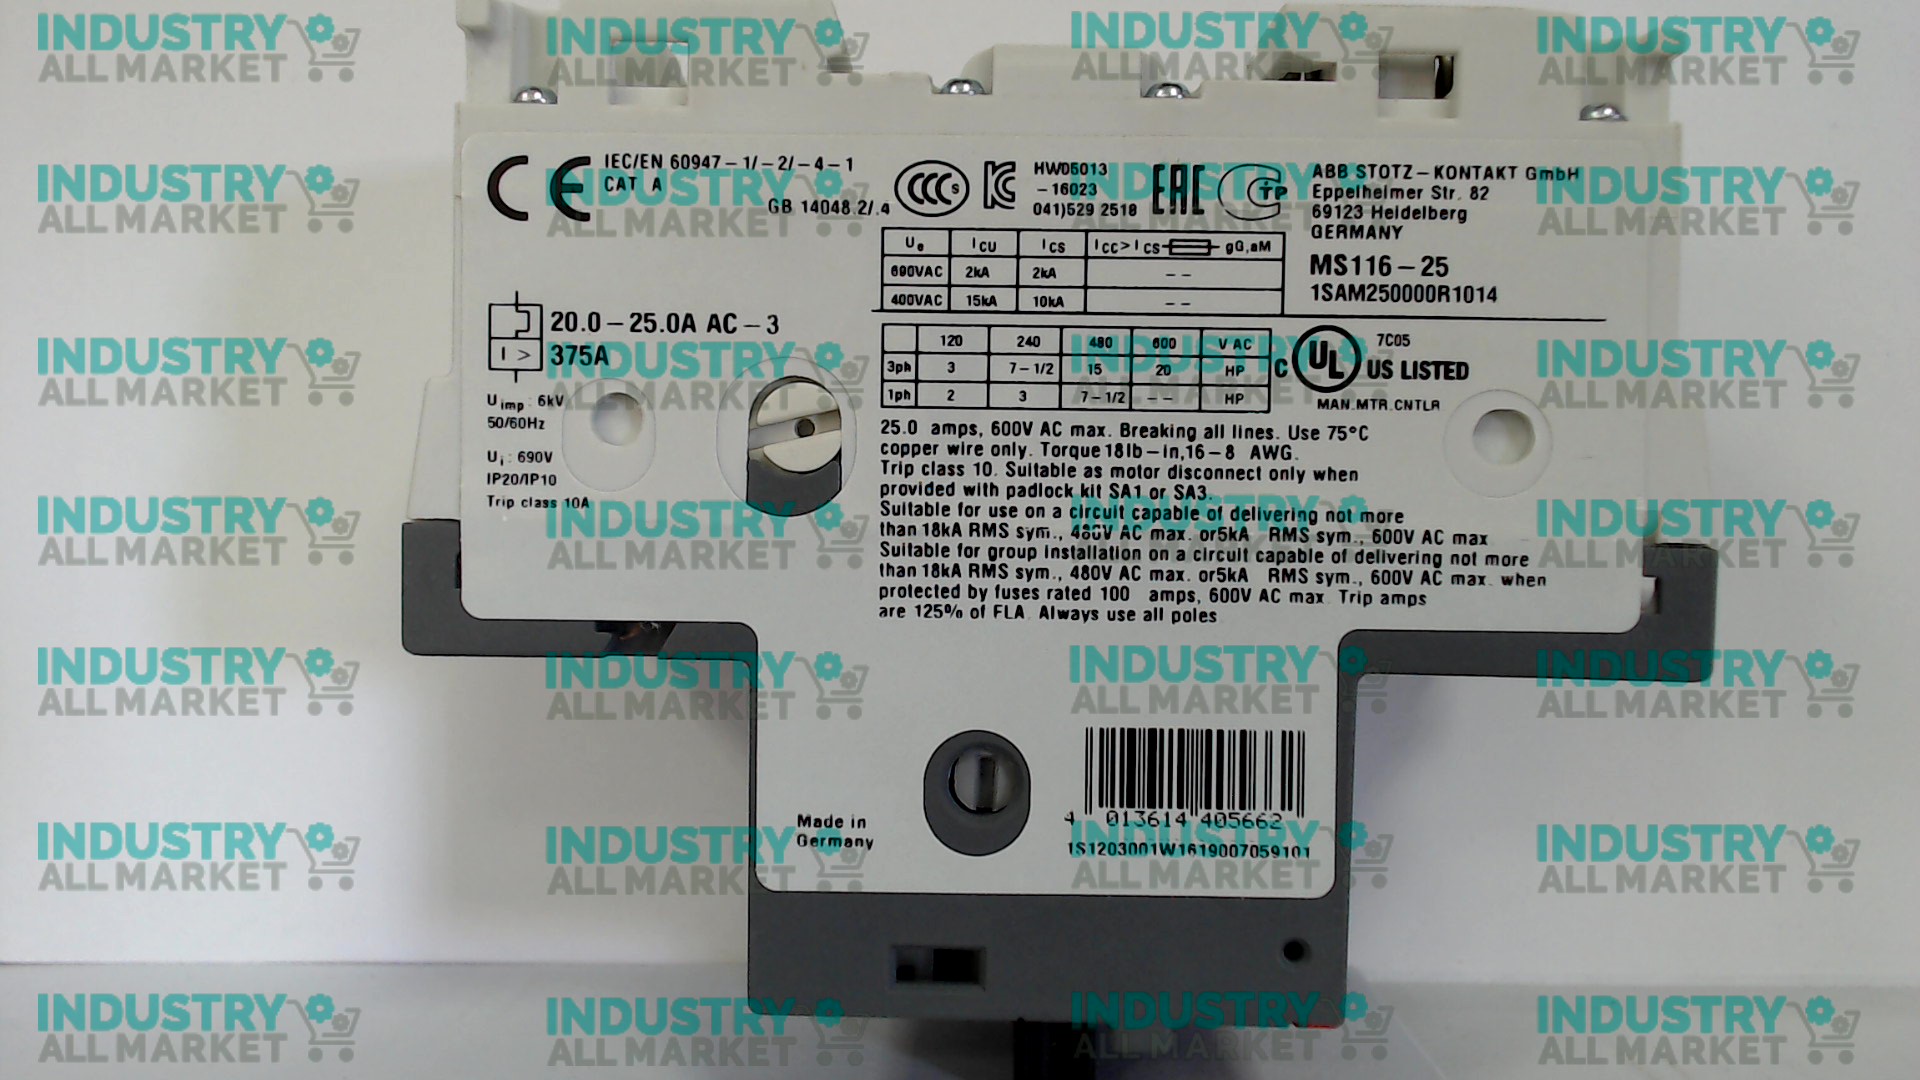 IEC/EN 60947-1/-2/-4-1
CAT A
GB 14048.2/.4
CCC S
HW05013
-16023
041)529 2518
EAC
CTP
ABB STOTZ-KONTAKT GmbH
Eppelheimer Str. 82
69123 Heidelberg
GERMANY
MS116-25
1SAM250000R1014
Ue Icu Ics Icc>Ics gG,aM
690VAC 2kA 2kA --
400VAC 15kA 10kA --
20.0-25.0A AC-3
I> 375A
Uimp: 6kV
50/60Hz
Ui: 690V
IP20/IP10
Trip class 10A
120 240 480 600 V AC
3ph 3 7-1/2 15 20 HP
1ph 2 3 7-1/2 -- HP
7C05
C UL US LISTED
MAN.MTR.CNTLR
25.0 amps, 600V AC max. Breaking all lines. Use 75°C
copper wire only. Torque 18lb-in,16-8 AWG.
Trip class 10. Suitable as motor disconnect only when
provided with padlock kit SA1 or SA3.
Suitable for use on a circuit capable of delivering not more
than 18kA RMS sym., 480V AC max. or5kA RMS sym., 600V AC max
Suitable for group installation on a circuit capable of delivering not more
than 18kA RMS sym., 480V AC max. or5kA RMS sym., 600V AC max. when
protected by fuses rated 100 amps, 600V AC max. Trip amps
are 125% of FLA. Always use all poles
Made in
Germany
4 013614 405662
1S1203001W1619007059101
INDUSTRY
ALL MARKET